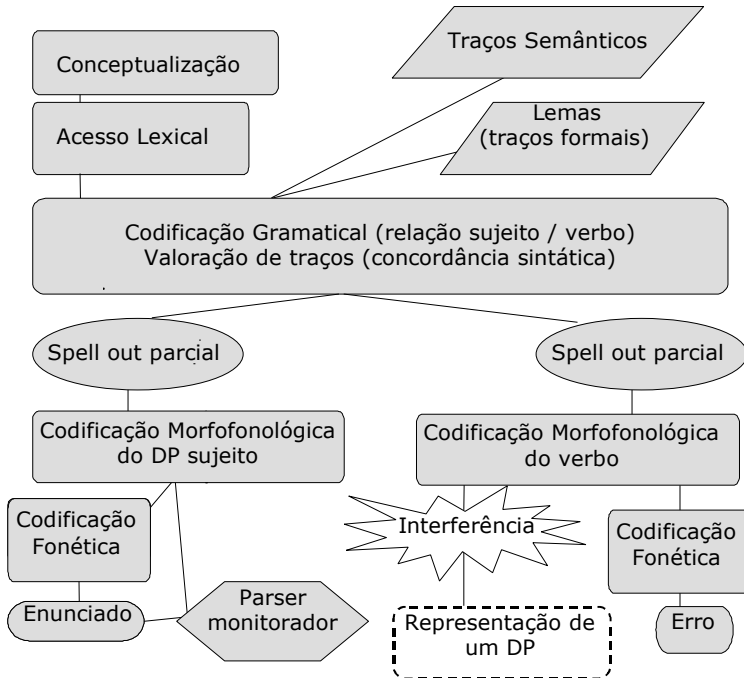 Traços Semânticos
Conceptualização
Lemas
(traços formais)
Acesso Lexical
Codificação Gramatical (relação sujeito / verbo)
Valoração de traços (concordância sintática)
Spell out parcial
Spell out parcial
Codificação Morfofonológica
do DP sujeito
Codificação Morfofonológica
do verbo
Codificação
Fonética
Interferência
Codificação
Fonética
Enunciado
Parser
monitorador
Representação de
um DP
Erro